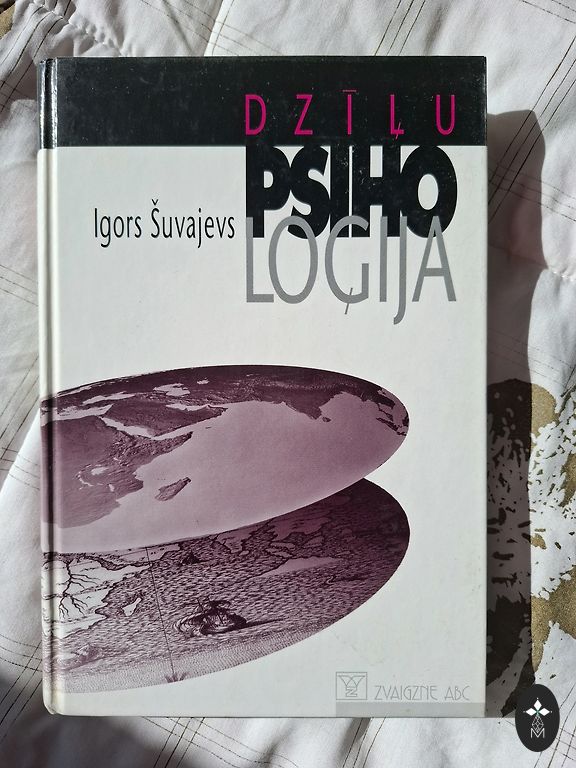 DZĪĻU
PSIHO
Igors Šuvajevs
LOĢIJA
ZVAIGZNE ABC